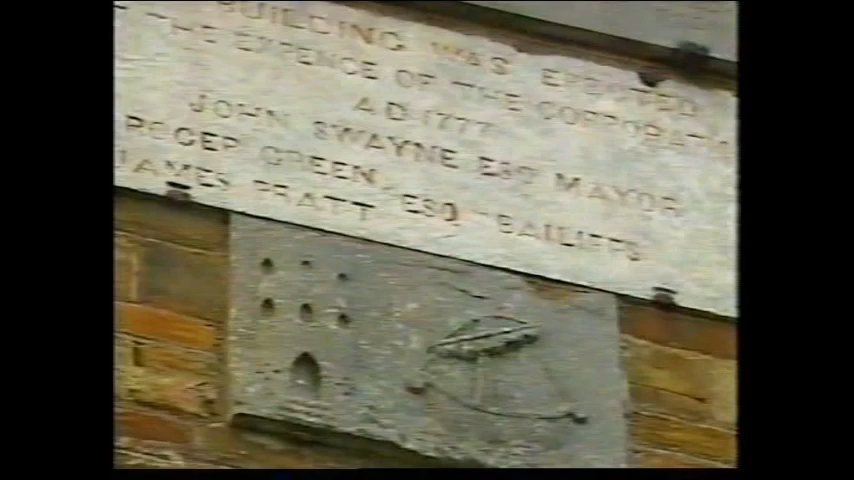 BUILDING WAS ERECTED
THE EXPENCE OF THE CORPORATI
AD 1777
JOHN SWAYNE ESQ MAYOR
ROGER GREEN
JAMES PRATT ESQ BAILIFFS